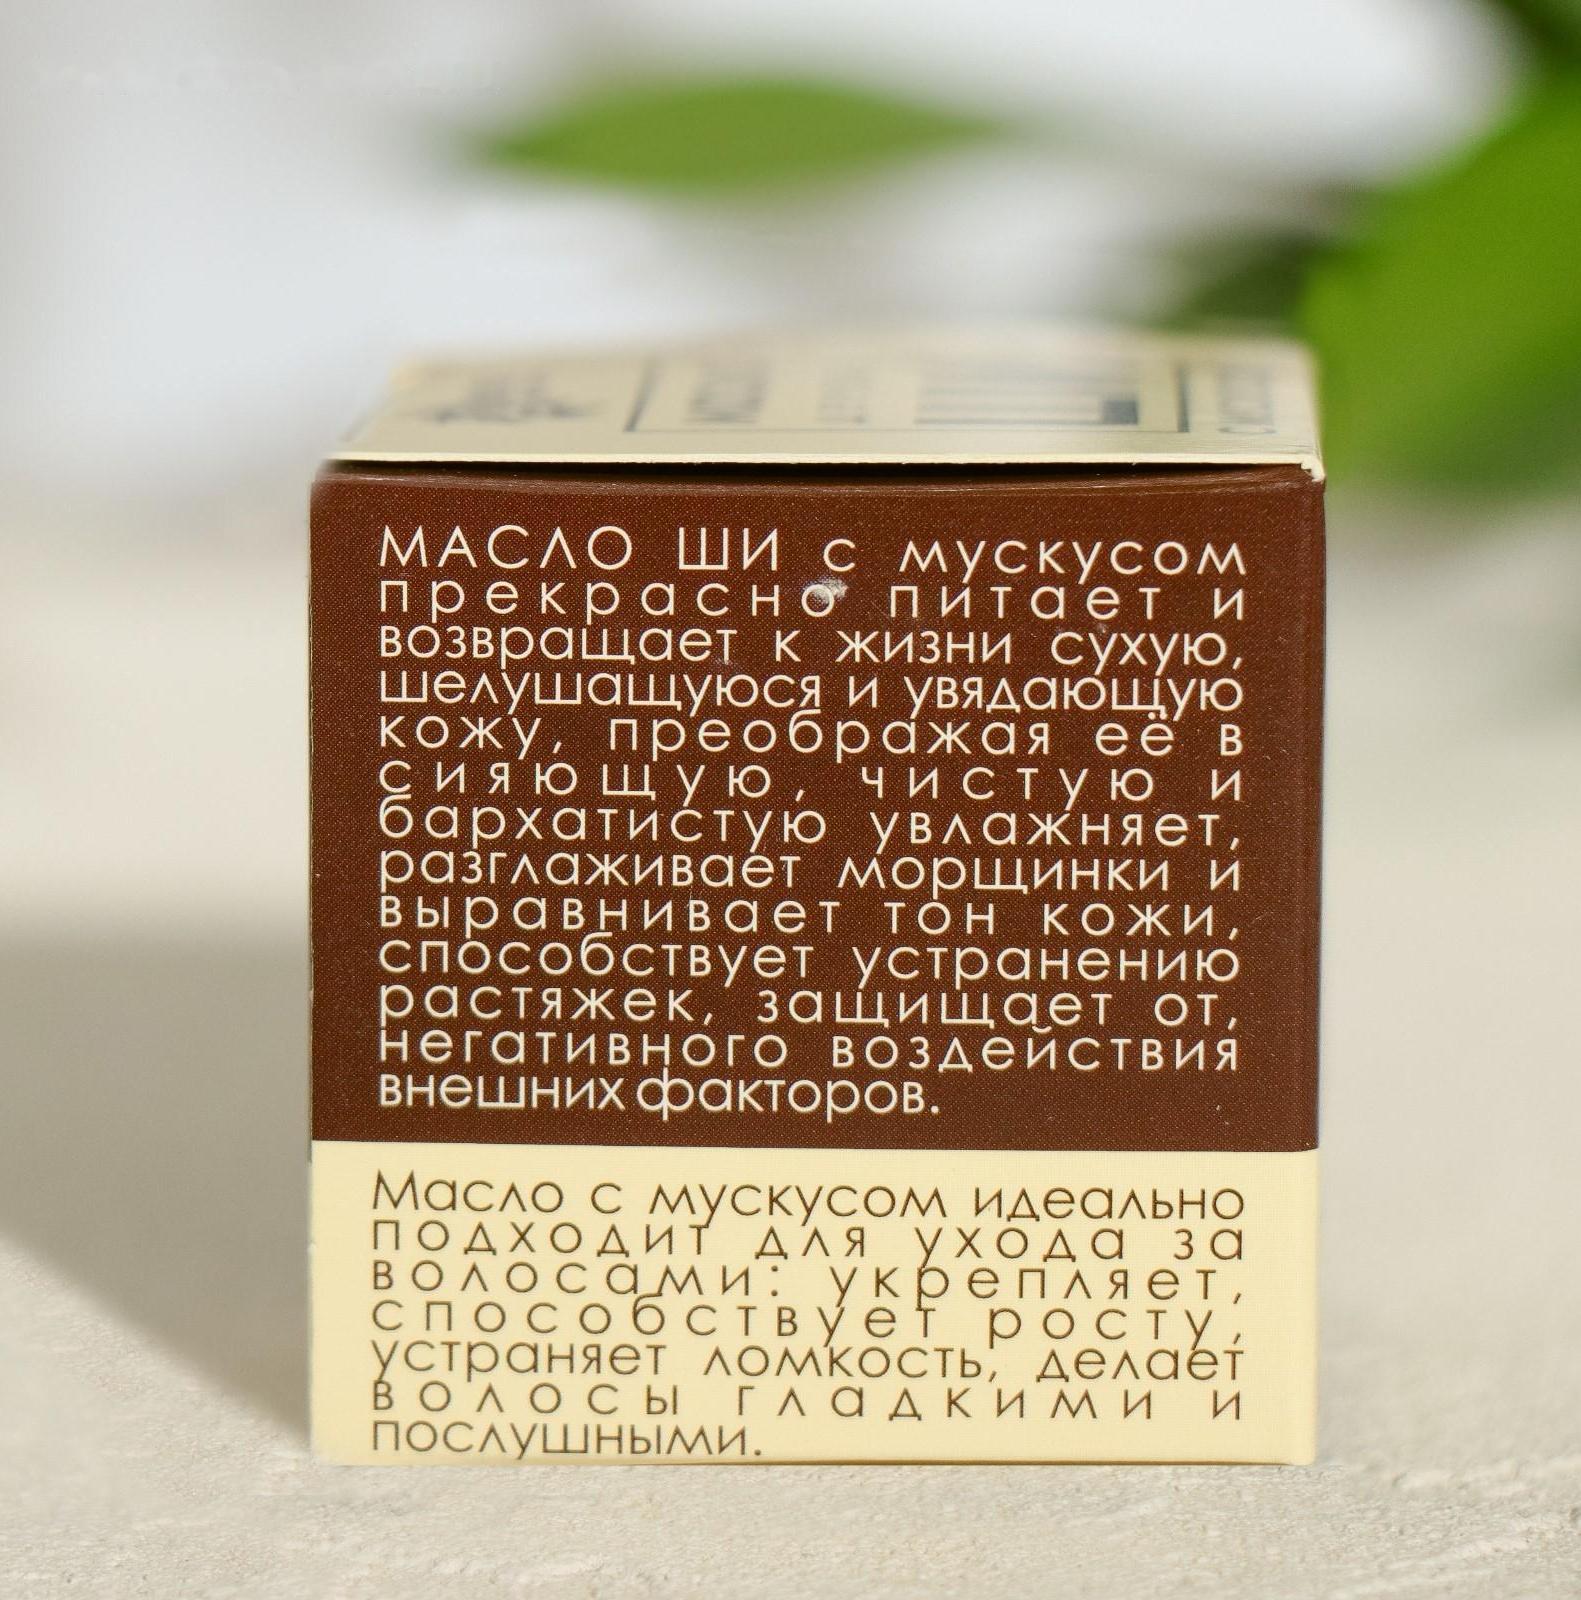 МАСЛО ШИ с мускусом
прекрасно питает и
возвращает к жизни сухую,
шелушащуюся и увядающую
кожу, преображая её в
сияющую, чистую и
бархатистую увлажняет,
разглаживает морщинки и
выравнивает тон кожи,
способствует устранению
растяжек, защищает от,
негативного воздействия
внешних факторов.
Масло с мускусом идеально
подходит для ухода за
волосами: укрепляет,
способствует росту,
устраняет ломкость, делает
волосы гладкими и
послушными.